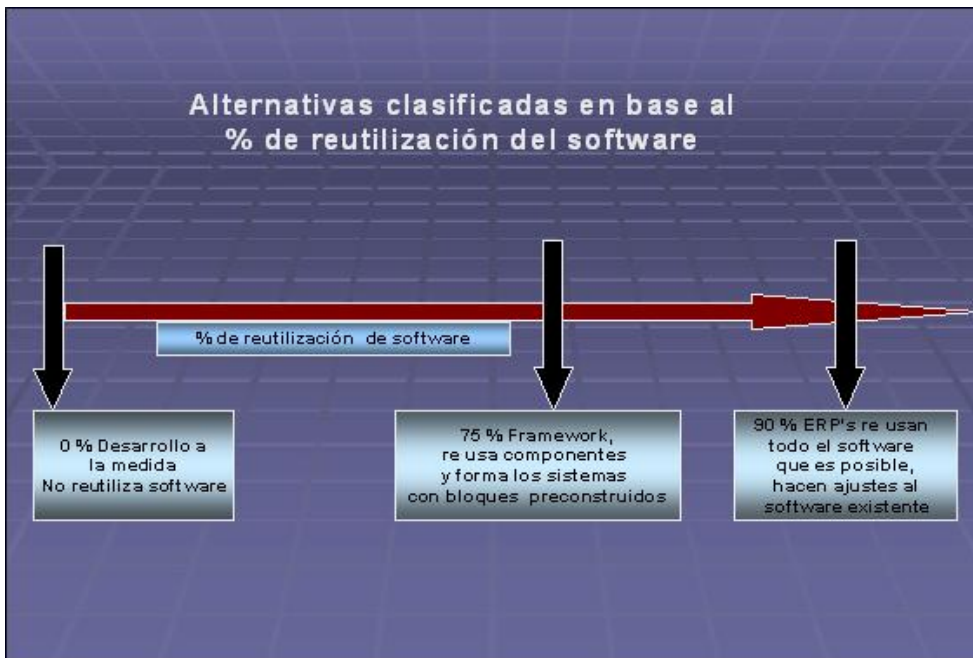 Alternativas clasificadas en base al
% de reutilización del software
% de reutilización de software
0 % Desarrollo a
la medida
No reutiliza software
75 % Framework,
re usa componentes
y forma los sistemas
con bloques preconstruidos
90 % ERP's re usan
todo el software
que es posible,
hacen ajustes al
software existente